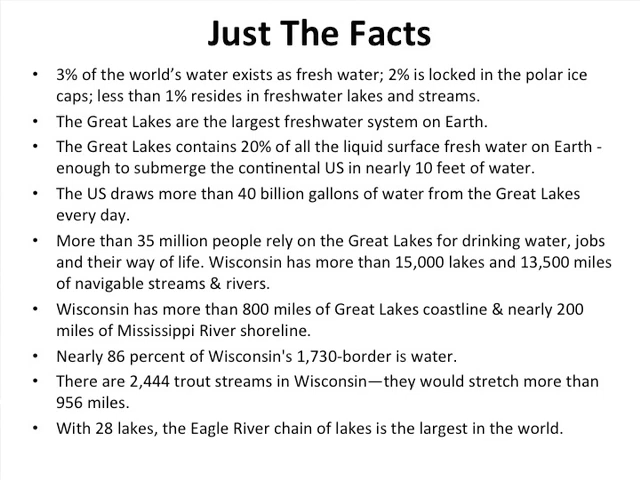 Just The Facts
• 3% of the world's water exists as fresh water; 2% is locked in the polar ice
caps; less than 1% resides in freshwater lakes and streams.
• The Great Lakes are the largest freshwater system on Earth.
• The Great Lakes contains 20% of all the liquid surface fresh water on Earth -
enough to submerge the continental US in nearly 10 feet of water.
• The US draws more than 40 billion gallons of water from the Great Lakes
every day.
• More than 35 million people rely on the Great Lakes for drinking water, jobs
and their way of life. Wisconsin has more than 15,000 lakes and 13,500 miles
of navigable streams & rivers.
• Wisconsin has more than 800 miles of Great Lakes coastline & nearly 200
miles of Mississippi River shoreline.
• Nearly 86 percent of Wisconsin's 1,730-border is water.
• There are 2,444 trout streams in Wisconsin—they would stretch more than
956 miles.
• With 28 lakes, the Eagle River chain of lakes is the largest in the world.